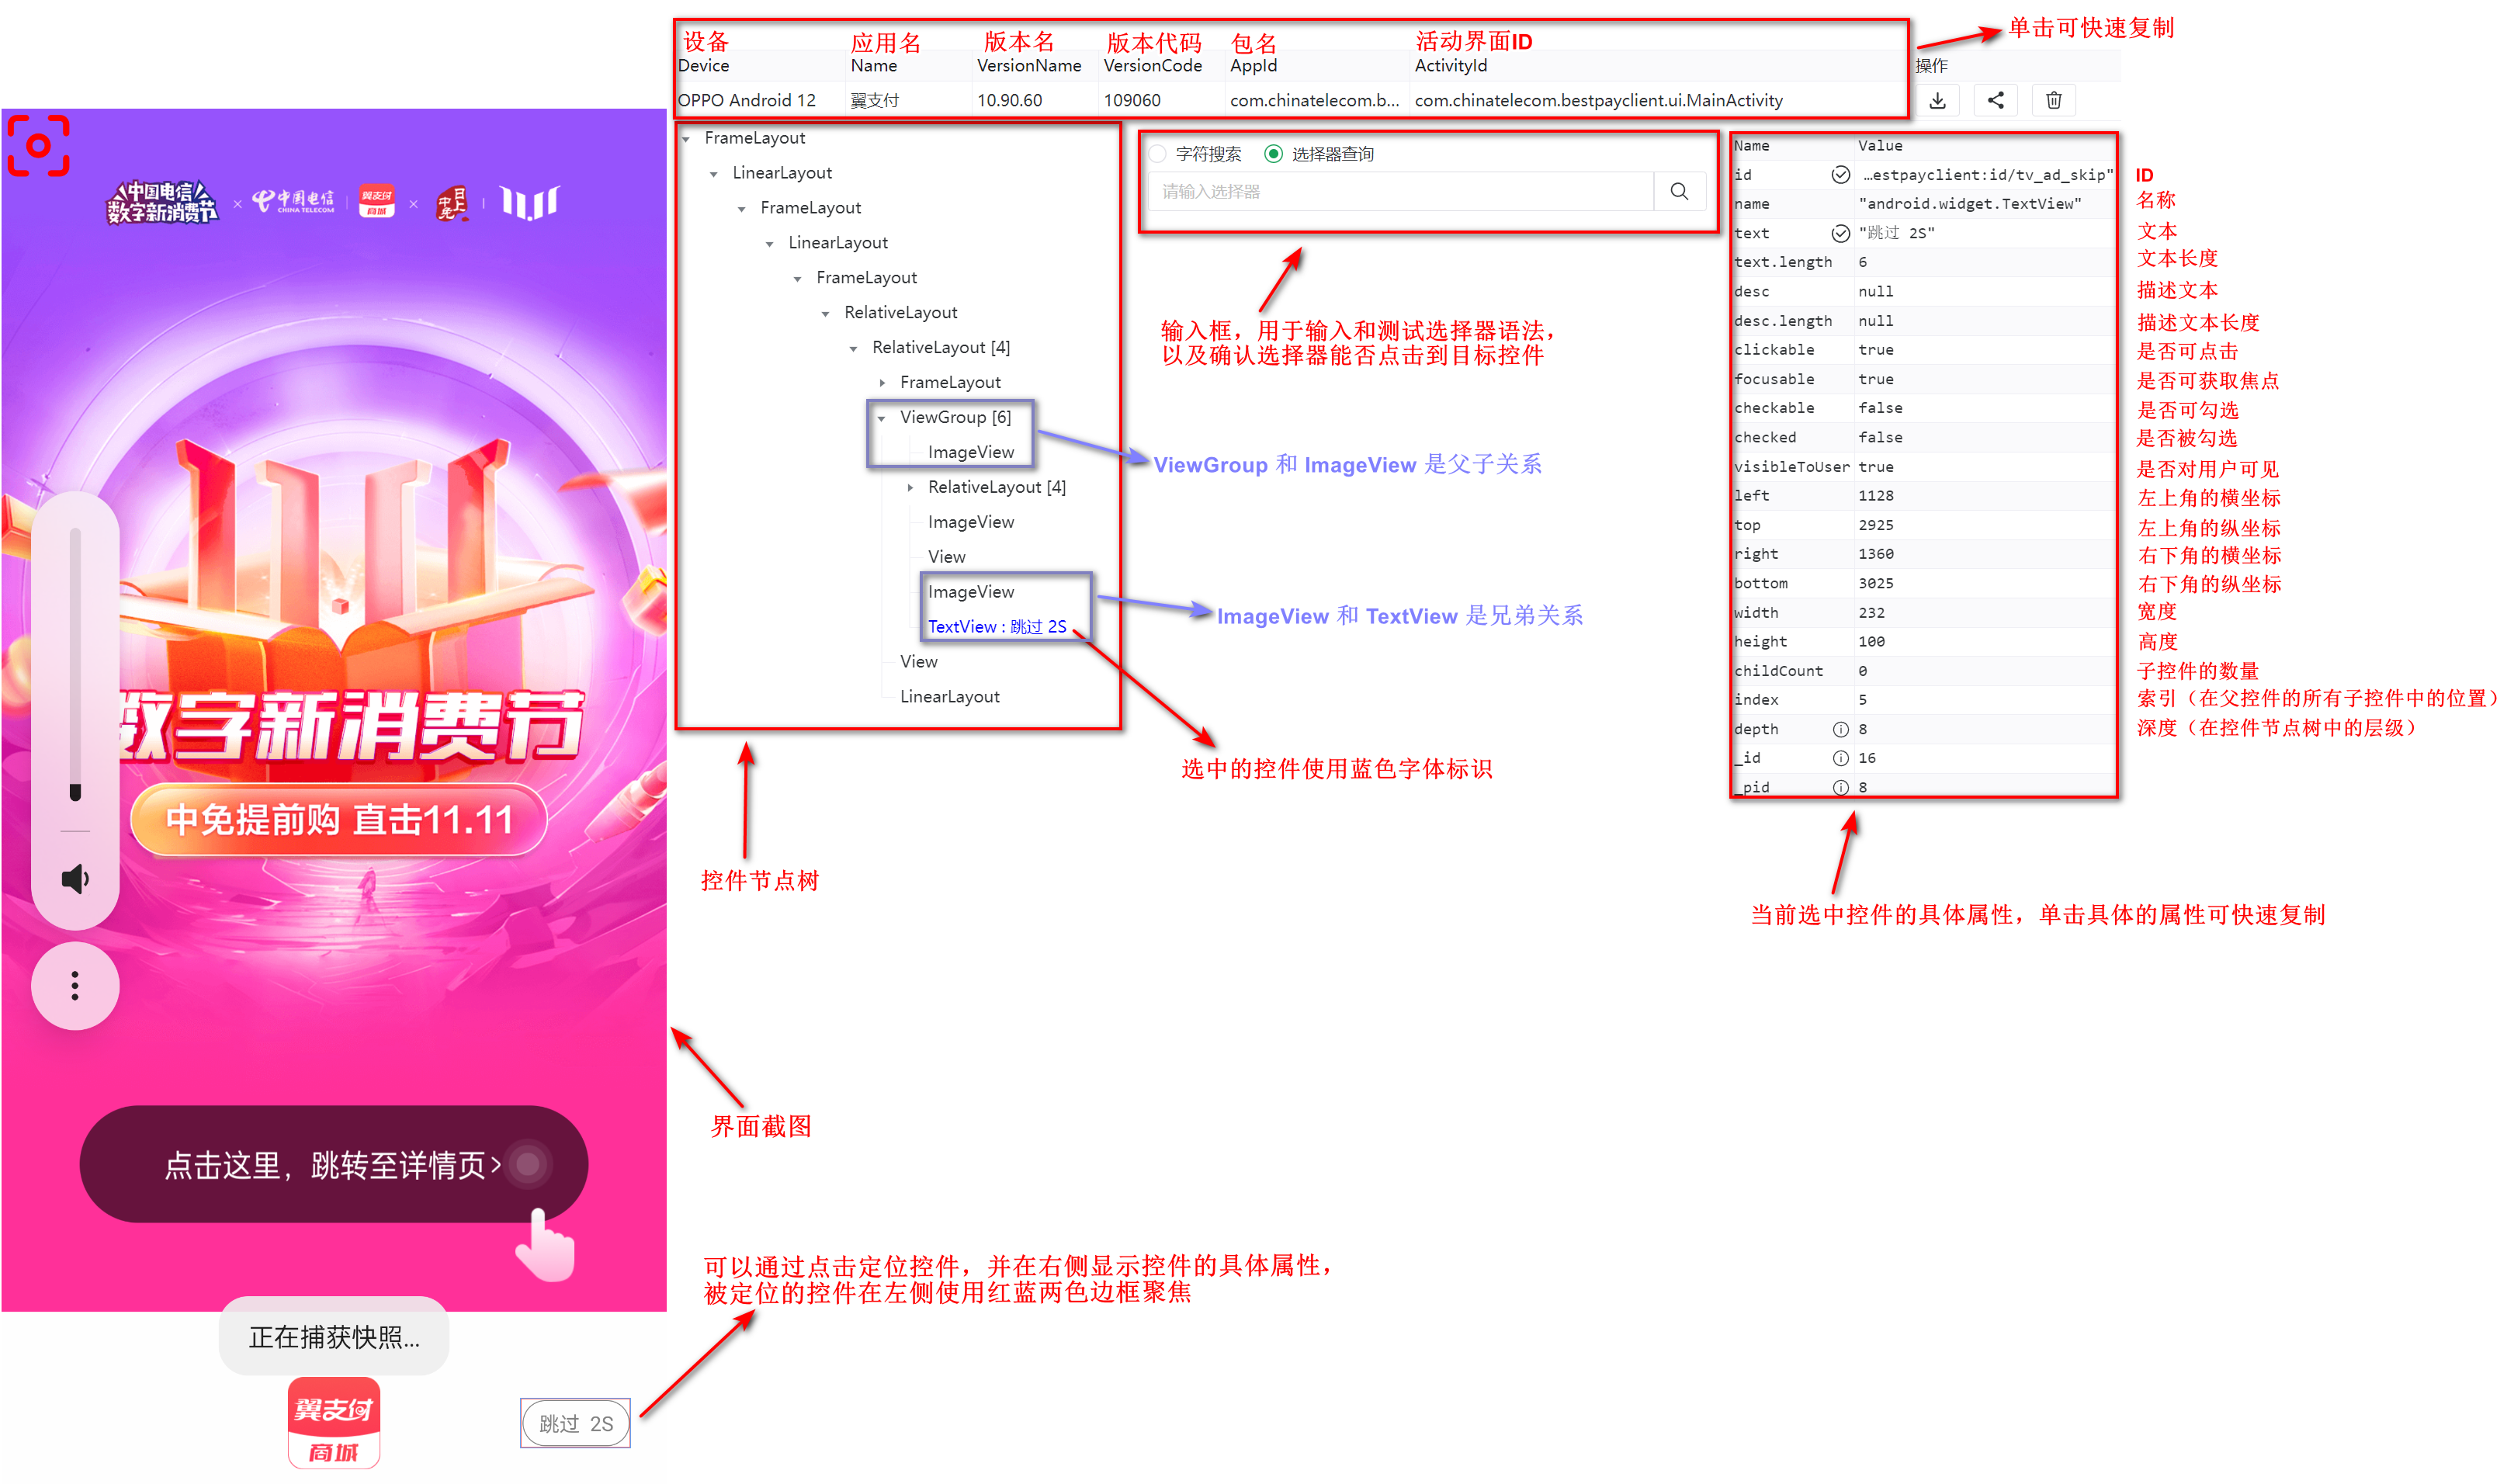 设备 应用名 版本名 版本代码 包名 活动界面ID
Device Name VersionName VersionCode AppId ActivityId 操作
OPPO Android 12 翼支付 10.90.60 109060 com.chinatelecom.b... com.chinatelecom.bestpayclient.ui.MainActivity
单击可快速复制
中国电信
数字新消费节
×
中国电信
CHINA TELECOM
翼支付
商城
×
日上
中免
数字新消费节
中免提前购 直击11.11
点击这里，跳转至详情页>
正在捕获快照...
翼支付
商城
跳过 2S
FrameLayout
LinearLayout
FrameLayout
LinearLayout
FrameLayout
RelativeLayout
RelativeLayout [4]
FrameLayout
ViewGroup [6]
ImageView
RelativeLayout [4]
ImageView
View
ImageView
TextView : 跳过 2S
View
LinearLayout
字符搜索 选择器查询
请输入选择器
输入框，用于输入和测试选择器语法，
以及确认选择器能否点击到目标控件
ViewGroup 和 ImageView 是父子关系
ImageView 和 TextView 是兄弟关系
选中的控件使用蓝色字体标识
控件节点树
界面截图
可以通过点击定位控件，并在右侧显示控件的具体属性，
被定位的控件在左侧使用红蓝两色边框聚焦
Name Value
id ...estpayclient:id/tv_ad_skip" ID
name "android.widget.TextView" 名称
text "跳过 2S" 文本
text.length 6 文本长度
desc null 描述文本
desc.length null 描述文本长度
clickable true 是否可点击
focusable true 是否可获取焦点
checkable false 是否可勾选
checked false 是否被勾选
visibleToUser true 是否对用户可见
left 1128 左上角的横坐标
top 2925 左上角的纵坐标
right 1360 右下角的横坐标
bottom 3025 右下角的纵坐标
width 232 宽度
height 100 高度
childCount 0 子控件的数量
index 5 索引（在父控件的所有子控件中的位置）
depth 8 深度（在控件节点树中的层级）
_id 16
_pid 8
当前选中控件的具体属性，单击具体的属性可快速复制